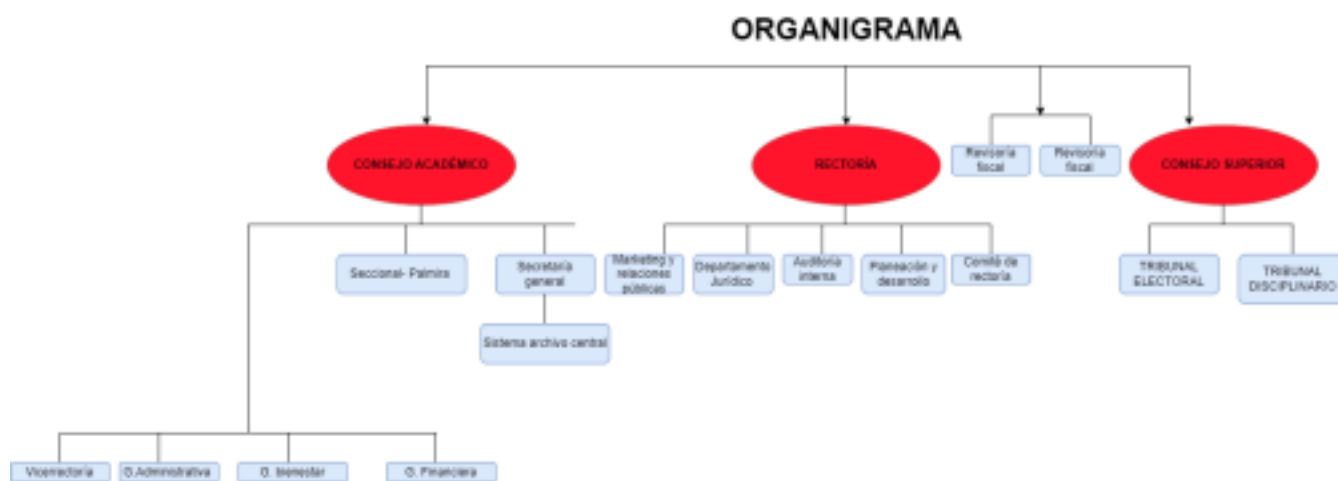 ORGANIGRAMA
CONSEJO ACADÉMICO
RECTORÍA
Revisoría
fiscal
Revisoría
fiscal
CONSEJO SUPERIOR
Seccional- Palmira
Secretaría
general
Marketing y
relaciones
públicas
Departamento
Jurídico
Auditoría
interna
Planeación y
desarrollo
Comité de
rectoría
TRIBUNAL
ELECTORAL
TRIBUNAL
DISCIPLINARIO
Sistema archivo central
Vicerrectoría
G.Administrativa
G. bienestar
G. Financiera